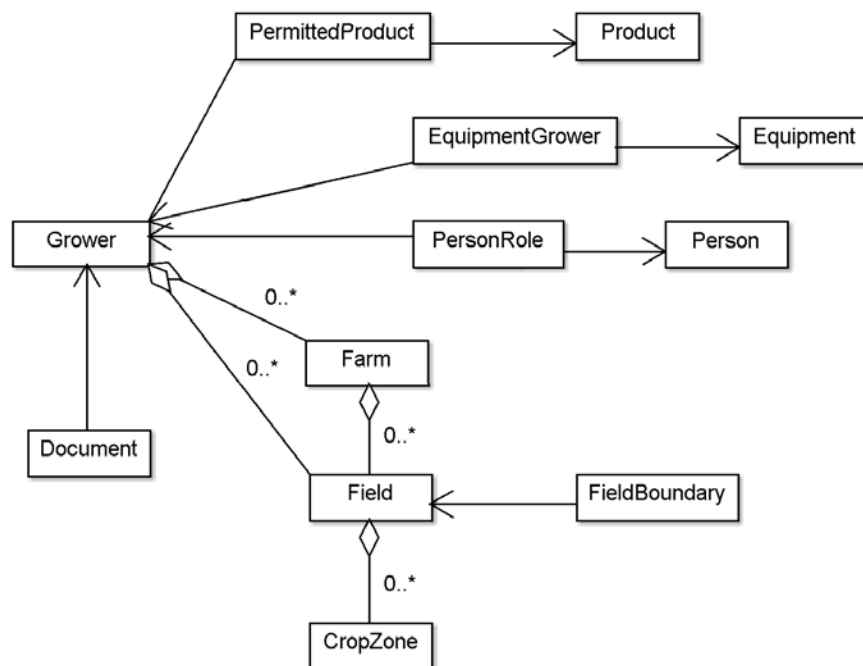 PermittedProduct
Product
EquipmentGrower
Equipment
Grower
PersonRole
Person
0..*
Farm
0..*
Document
0..*
Field
FieldBoundary
0..*
CropZone